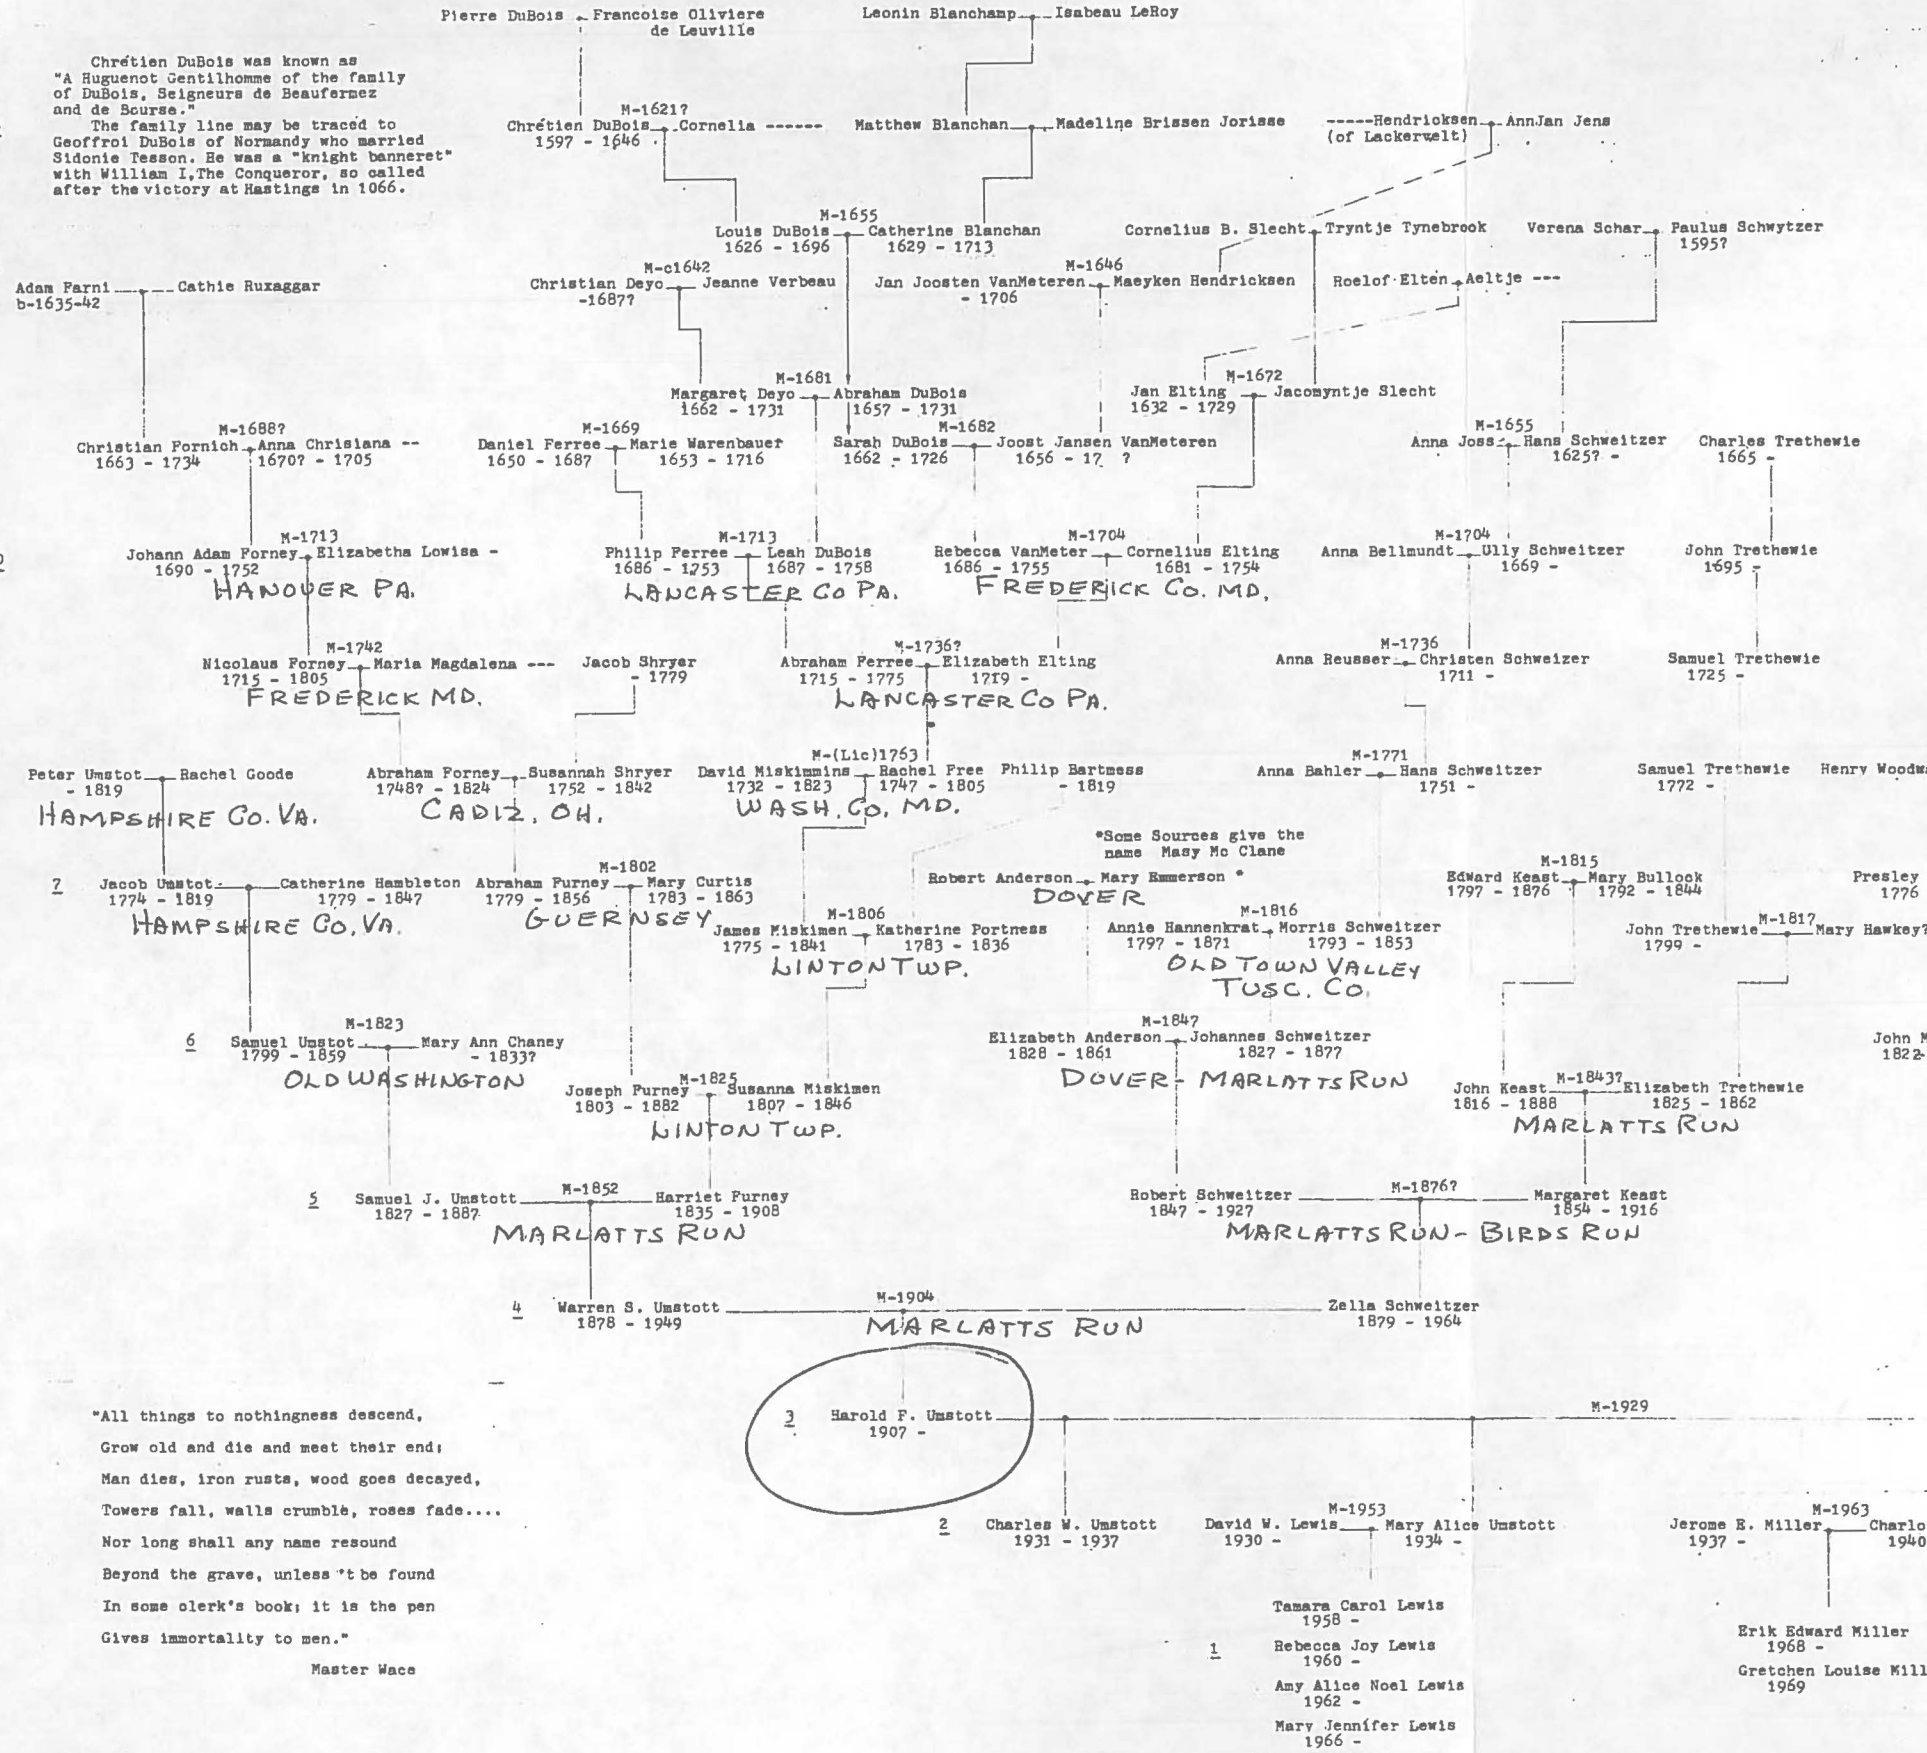 Pierre DuBois Francoise Oliviere
de Leuville
Leonin Blanchamp Isabeau LeRoy
Chrétien DuBois was known as
"A Huguenot Gentilhomme of the family
of DuBois, Seigneurs de Beaufermez
and de Bourse."
The family line may be traced to
Geoffroi DuBois of Normandy who married
Sidonie Tesson. He was a "knight banneret"
with William I,The Conqueror, so called
after the victory at Hastings in 1066.
M-1621?
Chrétien DuBois Cornelia ------
1597 - 1646
Matthew Blanchan Madeline Brissen Jorisse
-----Hendricksen AnnJan Jens
(of Lackervelt)
M-1655
Louis DuBois Catherine Blanchan
1626 - 1696 1629 - 1713
Cornelius B. Slecht Tryntje Tynebrook
Verena Schar Paulus Schwytzer
1595?
Adam Farni Cathie Ruxaggar
b-1635-42
M-c1642
Christian Deyo Jeanne Verbeau
-1687?
M-1646
Jan Joosten VanMeteren Maeyken Hendricksen
- 1706
Roelof Elten Aeltje ---
M-1681
Margaret Deyo Abraham DuBois
1662 - 1731 1657 - 1731
M-1672
Jan Elting Jacomyntje Slecht
1632 - 1729
M-1688?
Christian Fornich Anna Chrisiana --
1663 - 1734 1670? - 1705
M-1669
Daniel Ferree Marie Warenbauer
1650 - 1687 1653 - 1716
M-1682
Sarah DuBois Joost Jansen VanMeteren
1662 - 1726 1656 - 17 ?
M-1655
Anna Joss Hans Schweitzer
1625? -
Charles Trethewie
1665 -
M-1713
Johann Adam Forney Elizabetha Lowisa -
1690 - 1752
HANOVER PA.
M-1713
Philip Ferree Leah DuBois
1686 - 1753 1687 - 1758
LANCASTER CO PA.
M-1704
Rebecca VanMeter Cornelius Elting
1686 - 1755 1681 - 1754
FREDERICK CO. MD.
M-1704
Anna Bellmundt Ully Schweitzer
1669 -
John Trethewie
1695 -
M-1742
Nicolaus Forney Maria Magdalena ---
1715 - 1805
FREDERICK MD.
Jacob Shryer
- 1779
M-1736?
Abraham Ferree Elizabeth Elting
1715 - 1775 1719 -
LANCASTER CO PA.
M-1736
Anna Reusser Christen Schweizer
1711 -
Samuel Trethewie
1725 -
Peter Umstot Rachel Goode
- 1819
HAMPSHIRE CO. VA.
Abraham Forney Susannah Shryer
1748? - 1824 1752 - 1842
CADIZ, OH.
M-(Lic)1763
David Miskimmins Rachel Free
1732 - 1823 1747 - 1805
WASH. CO. MD.
Philip Bartmess
- 1819
M-1771
Anna Bahler Hans Schweitzer
1751 -
Samuel Trethewie
1772 -
Henry Woodwa
*Some Sources give the
name Masy Mc Clane
7 Jacob Umstot Catherine Hambleton
1774 - 1819 1779 - 1847
HAMPSHIRE CO, VA.
M-1802
Abraham Furney Mary Curtis
1779 - 1856 1783 - 1863
GUERNSEY
Robert Anderson Mary Emmerson *
DOVER
M-1815
Edward Keast Mary Bullock
1797 - 1876 1792 - 1844
Presley
1776
M-1806
James Miskimen Katherine Portness
1775 - 1841 1783 - 1836
LINTON TWP.
M-1816
Annie Hannenkrat Morris Schweitzer
1797 - 1871 1793 - 1853
OLD TOWN VALLEY
TUSC. CO.
M-1817
John Trethewie Mary Hawkey?
1799 -
M-1823
6 Samuel Umstot Mary Ann Chaney
1799 - 1859 - 1833?
OLD WASHINGTON
M-1825
Joseph Furney Susanna Miskimen
1803 - 1882 1807 - 1846
LINTON TWP.
M-1847
Elizabeth Anderson Johannes Schweitzer
1828 - 1861 1827 - 1877
DOVER - MARLATTS RUN
M-1843?
John Keast Elizabeth Trethewie
1816 - 1888 1825 - 1862
MARLATTS RUN
John M
1822-
5 Samuel J. Umstott M-1852 Harriet Furney
1827 - 1887 1835 - 1908
MARLATTS RUN
Robert Schweitzer M-1876? Margaret Keast
1847 - 1927 1854 - 1916
MARLATTS RUN - BIRDS RUN
4 Warren S. Umstott M-1904 Zella Schweitzer
1878 - 1949 1879 - 1964
MARLATTS RUN
3 Harold F. Umstott M-1929
1907 -
"All things to nothingness descend,
Grow old and die and meet their end;
Man dies, iron rusts, wood goes decayed,
Towers fall, walls crumble, roses fade....
Nor long shall any name resound
Beyond the grave, unless 't be found
In some clerk's book; it is the pen
Gives immortality to men."
Master Wace
2 Charles W. Umstott
1931 - 1937
M-1953
David W. Lewis Mary Alice Umstott
1930 - 1934 -
M-1963
Jerome E. Miller Charlo
1937 - 1940
Tamara Carol Lewis
1958 -
1 Rebecca Joy Lewis
1960 -
Amy Alice Noel Lewis
1962 -
Mary Jennifer Lewis
1966 -
Erik Edward Miller
1968 -
Gretchen Louise Mill
1969